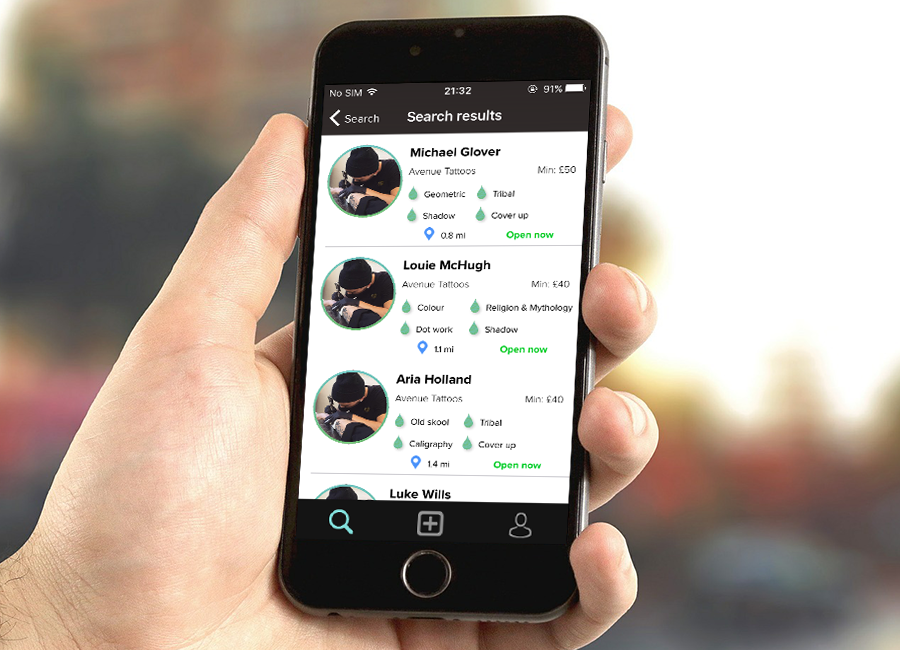 No SIM 21:32 91%
Search Search results
Michael Glover
Avenue Tattoos Min: £50
Geometric Tribal
Shadow Cover up
0.8 mi Open now
Louie McHugh
Avenue Tattoos Min: £40
Colour Religion & Mythology
Dot work Shadow
1.1 mi Open now
Aria Holland
Avenue Tattoos Min: £40
Old skool Tribal
Caligraphy Cover up
1.4 mi Open now
Luke Wills